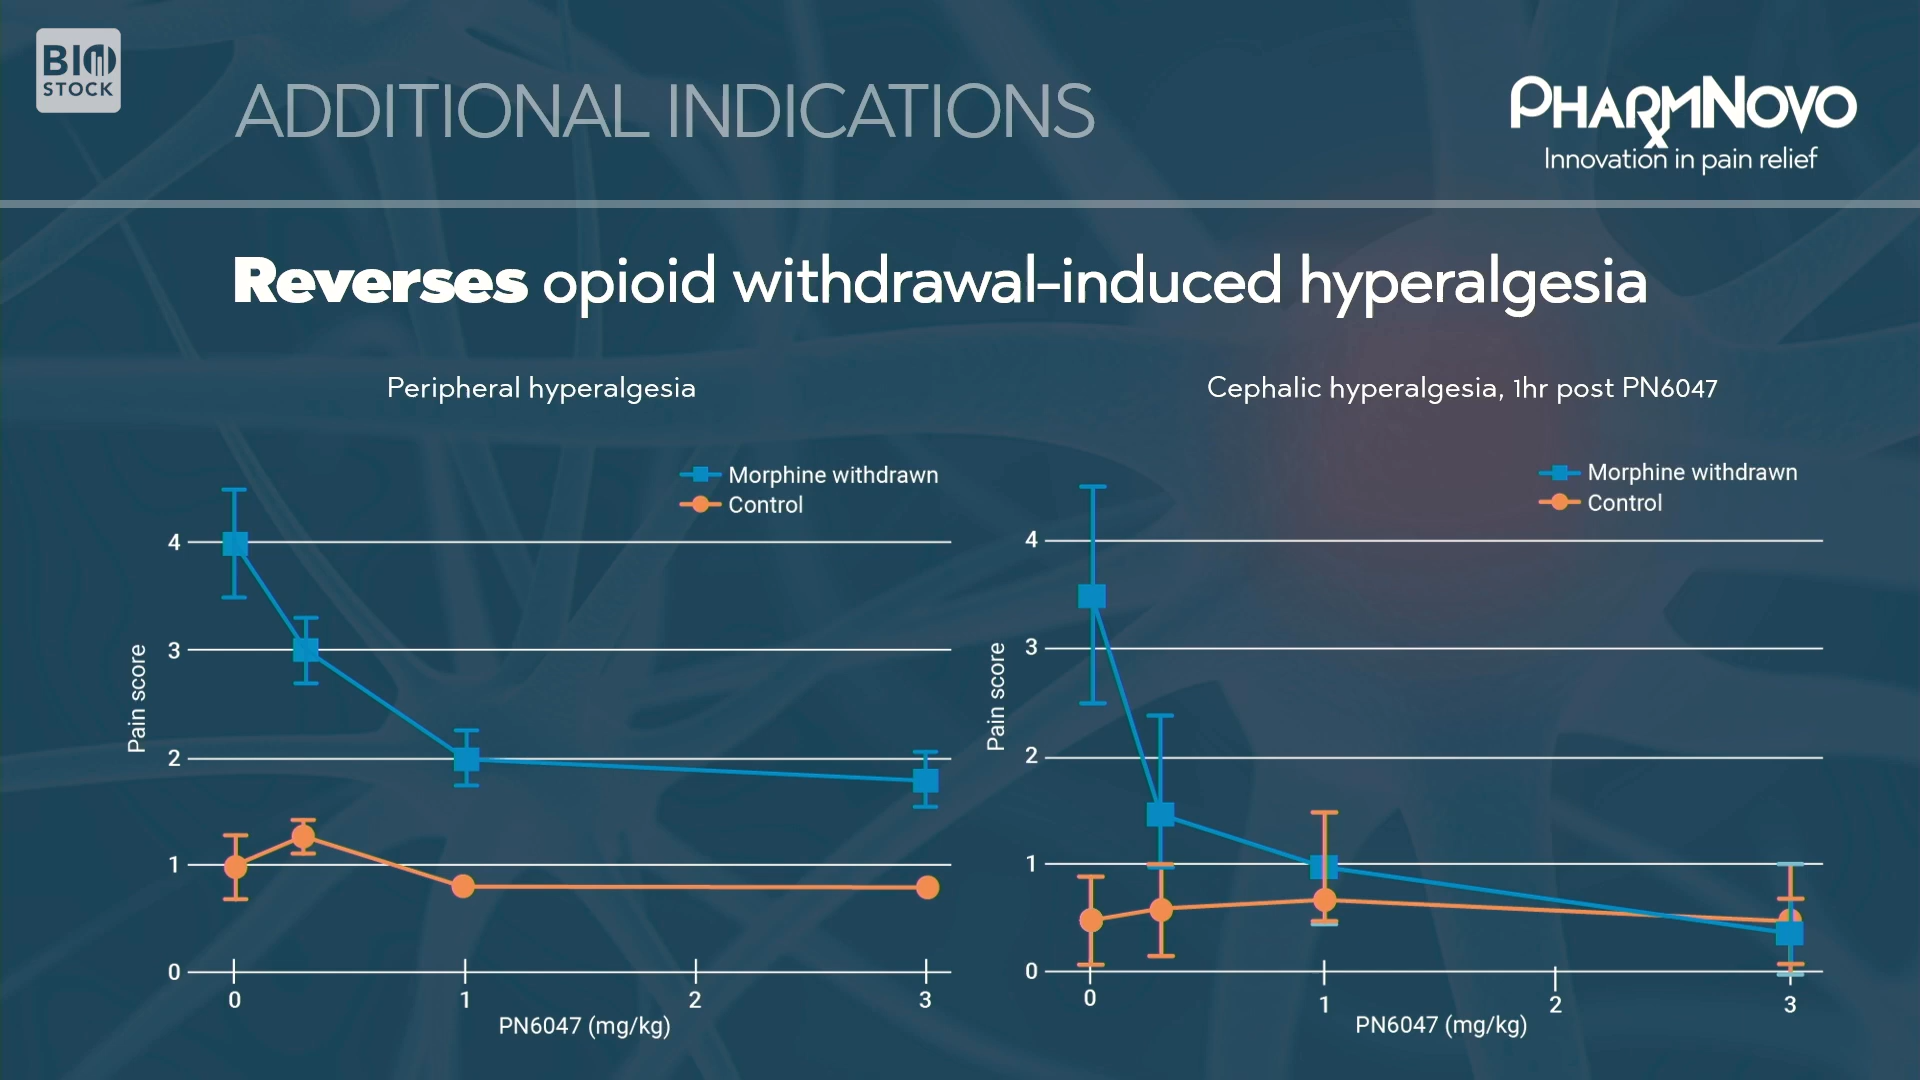 BIO
STOCK
ADDITIONAL INDICATIONS
PHARMNOVO
Innovation in pain relief
Reverses opioid withdrawal-induced hyperalgesia
Peripheral hyperalgesia
Morphine withdrawn
Control
4
3
2
1
0
Pain score
0 1 2 3
PN6047 (mg/kg)
Cephalic hyperalgesia, 1hr post PN6047
Morphine withdrawn
Control
4
3
2
1
0
Pain score
0 1 2 3
PN6047 (mg/kg)